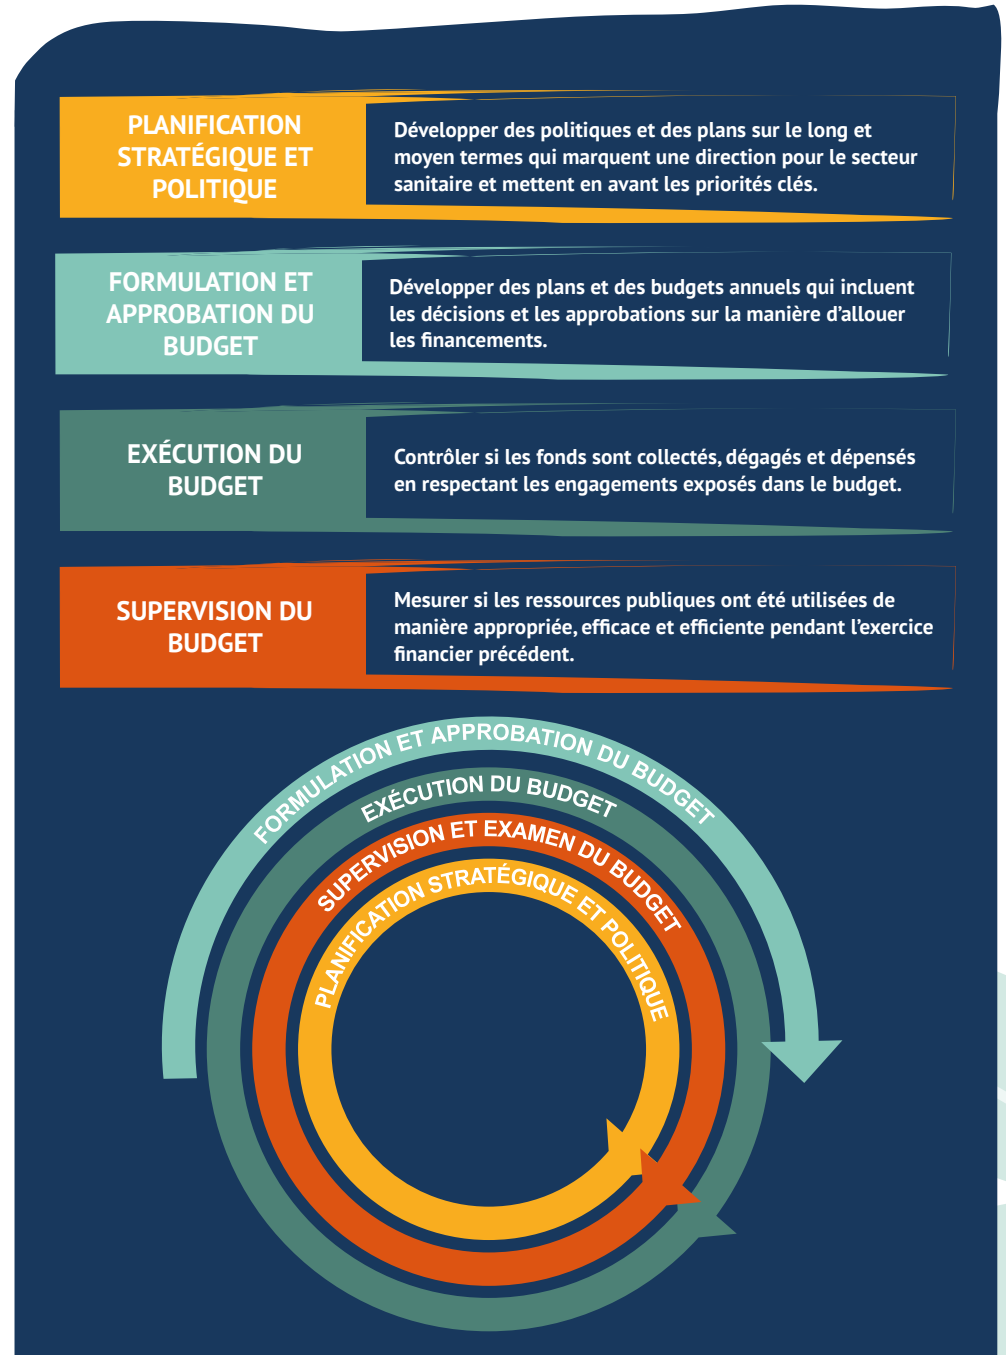 PLANIFICATION
STRATÉGIQUE ET
POLITIQUE
Développer des politiques et des plans sur le long et
moyen termes qui marquent une direction pour le secteur
sanitaire et mettent en avant les priorités clés.
FORMULATION ET
APPROBATION DU
BUDGET
Développer des plans et des budgets annuels qui incluent
les décisions et les approbations sur la manière d’allouer
les financements.
EXÉCUTION DU
BUDGET
Contrôler si les fonds sont collectés, dégagés et dépensés
en respectant les engagements exposés dans le budget.
SUPERVISION DU
BUDGET
Mesurer si les ressources publiques ont été utilisées de
manière appropriée, efficace et efficiente pendant l’exercice
financier précédent.
FORMULATION ET APPROBATION DU BUDGET
EXÉCUTION DU BUDGET
SUPERVISION ET EXAMEN DU BUDGET
PLANIFICATION STRATÉGIQUE ET POLITIQUE